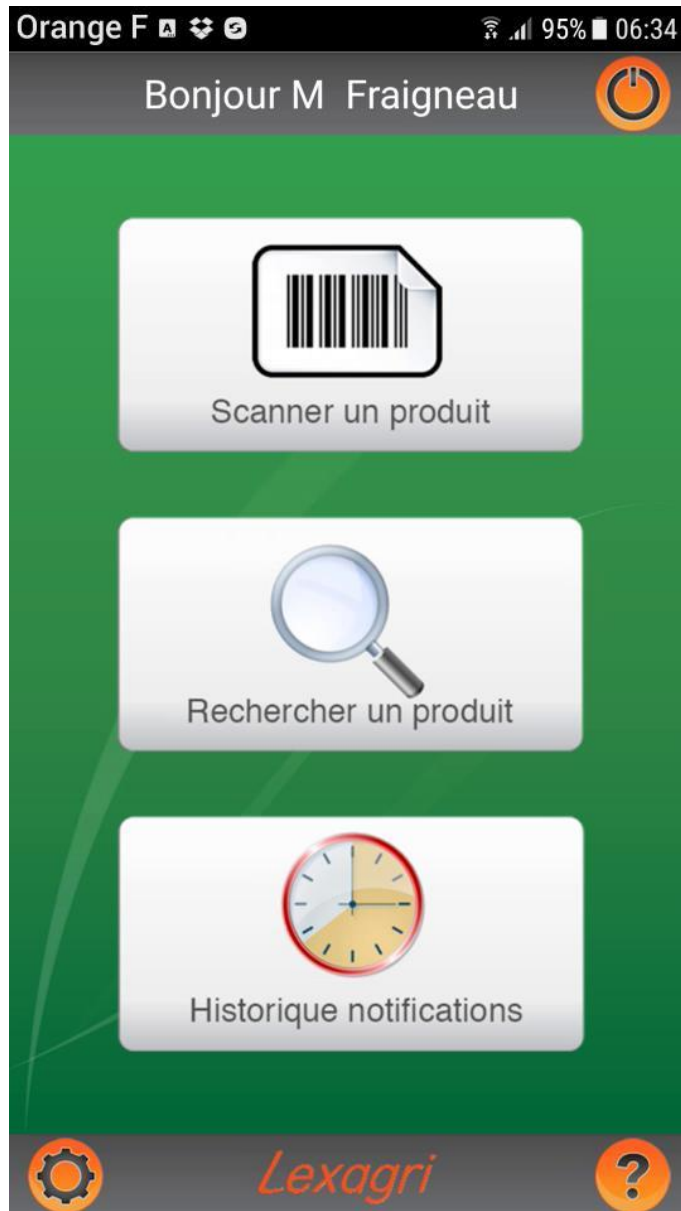 Orange F 95% 06:34
Bonjour M Fraigneau
Scanner un produit
Rechercher un produit
Historique notifications
Lexagri
?